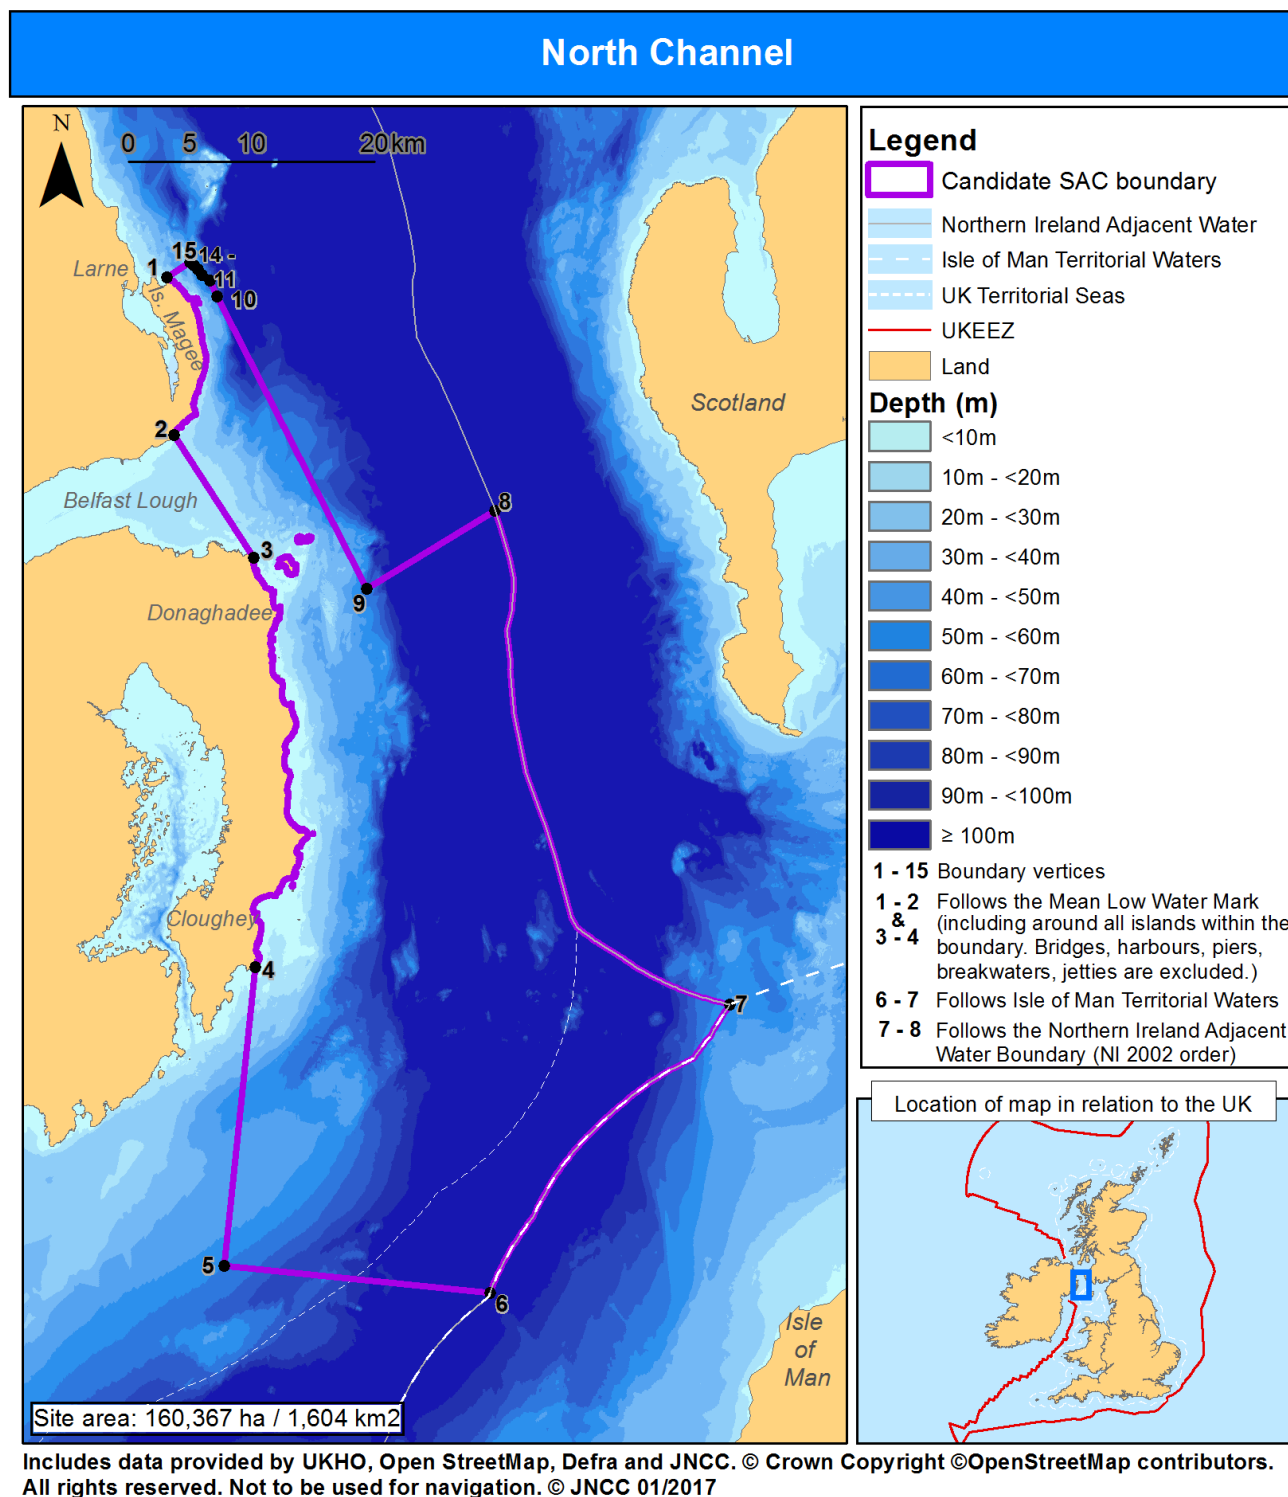 North Channel
N
0 5 10 20km
Larne
Is. Magee
1
15
14 -
11
10
2
Belfast Lough
3
Donaghadee
8
9
Scotland
Cloughey
4
7
5
6
Isle
of
Man
Site area: 160,367 ha / 1,604 km2
Legend
Candidate SAC boundary
Northern Ireland Adjacent Water
Isle of Man Territorial Waters
UK Territorial Seas
UKEEZ
Land
Depth (m)
<10m
10m - <20m
20m - <30m
30m - <40m
40m - <50m
50m - <60m
60m - <70m
70m - <80m
80m - <90m
90m - <100m
≥ 100m
1 - 15 Boundary vertices
1 - 2 Follows the Mean Low Water Mark
& (including around all islands within the
3 - 4 boundary. Bridges, harbours, piers,
breakwaters, jetties are excluded.)
6 - 7 Follows Isle of Man Territorial Waters
7 - 8 Follows the Northern Ireland Adjacent
Water Boundary (NI 2002 order)
Location of map in relation to the UK
Includes data provided by UKHO, Open StreetMap, Defra and JNCC. © Crown Copyright ©OpenStreetMap contributors.
All rights reserved. Not to be used for navigation. © JNCC 01/2017